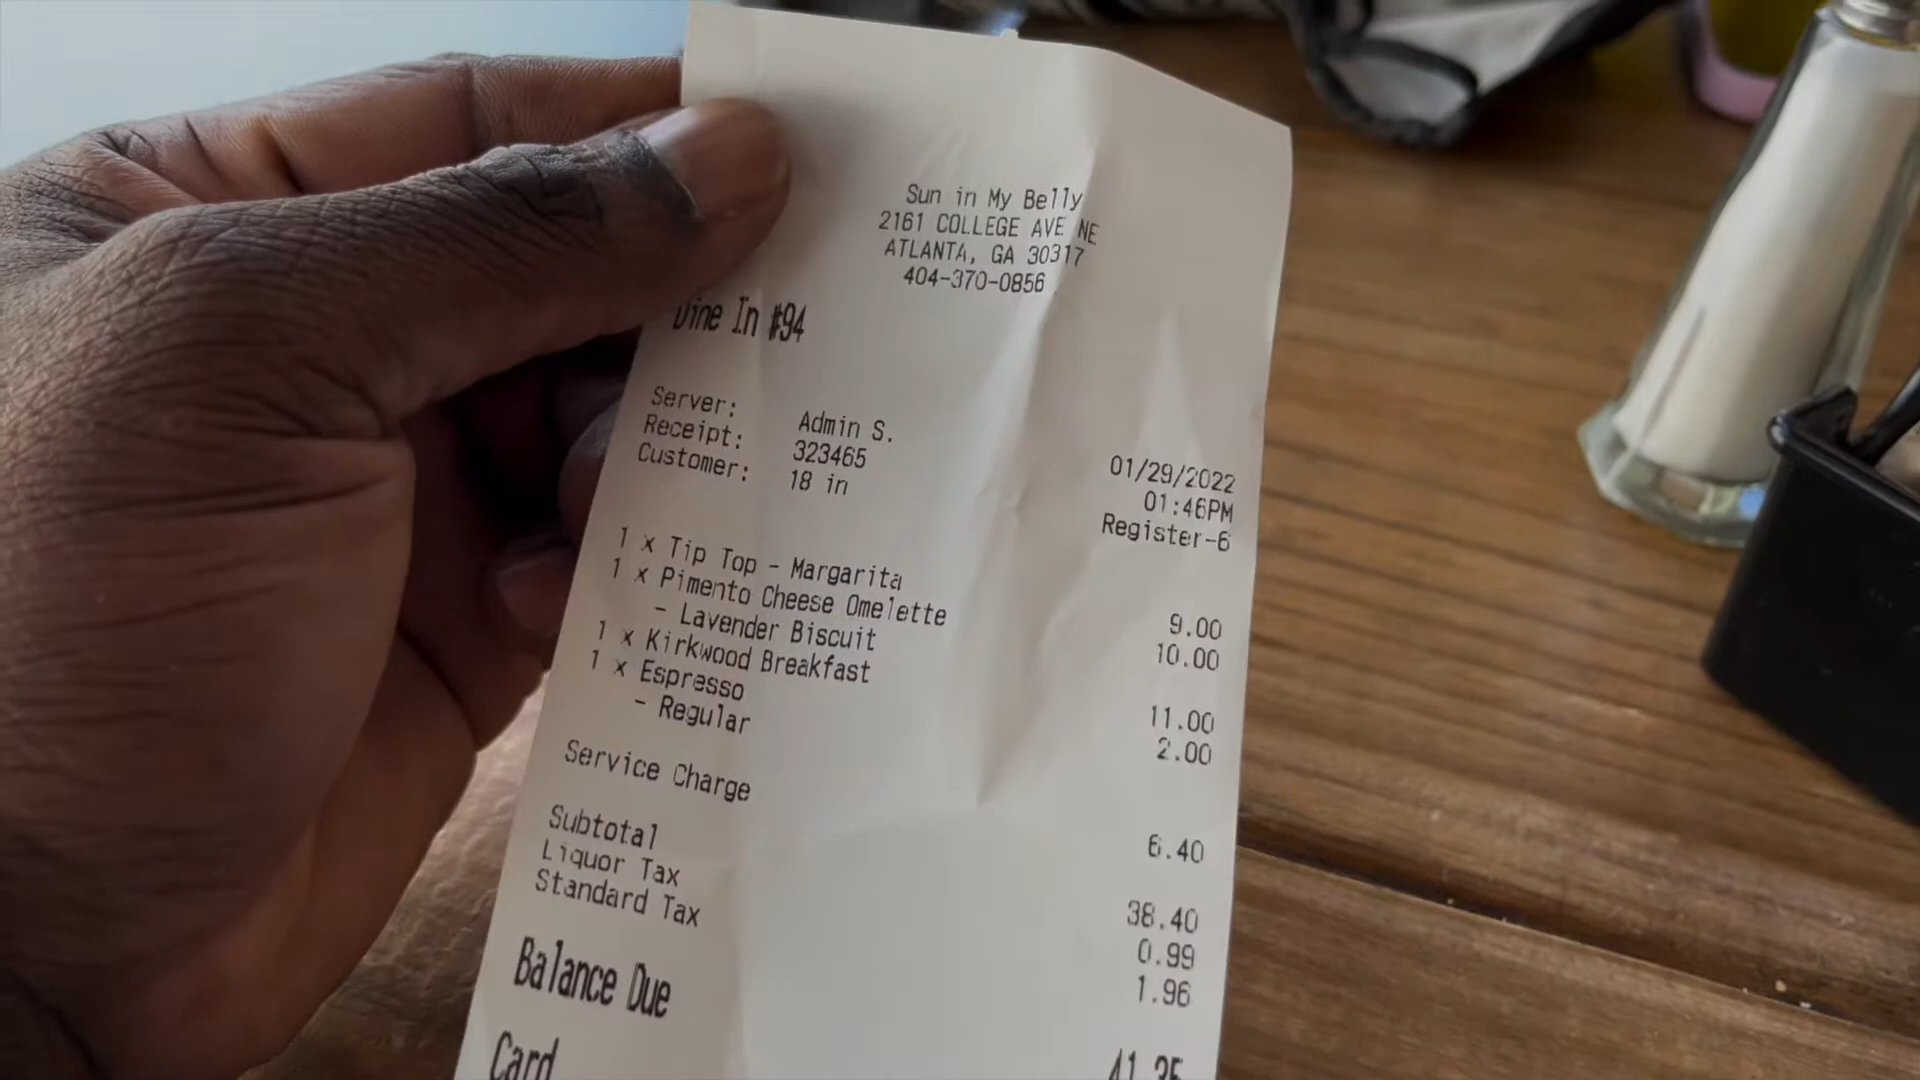 Sun in My Belly
2161 COLLEGE AVE NE
ATLANTA, GA 30317
404-370-0856
Dine In #94
Server: Admin S.
Receipt: 323465
Customer: 18 in
01/29/2022
01:46PM
Register-6
1 x Tip Top - Margarita 9.00
1 x Pimento Cheese Omelette 10.00
- Lavender Biscuit
1 x Kirkwood Breakfast 11.00
1 x Espresso 2.00
- Regular
Service Charge 6.40
Subtotal 38.40
Liquor Tax 0.99
Standard Tax 1.96
Balance Due 41.35
Card